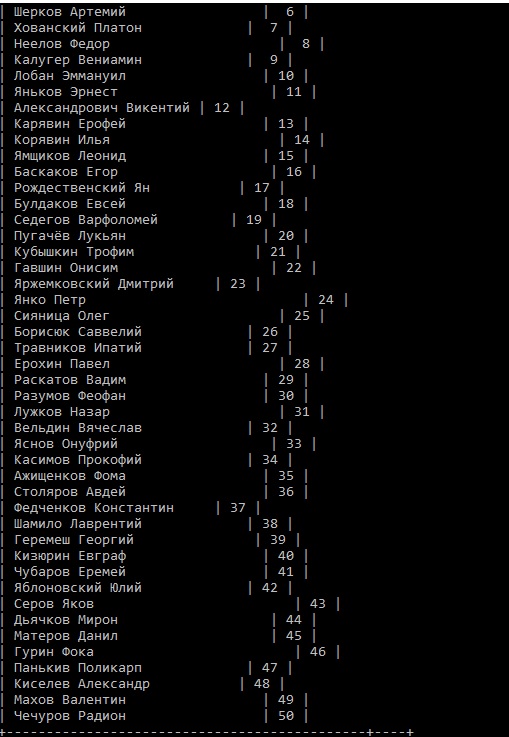 | Шерков Артемий | 6 |
| Хованский Платон | 7 |
| Неелов Федор | 8 |
| Калугер Вениамин | 9 |
| Лобан Эммануил | 10 |
| Яньков Эрнест | 11 |
| Александрович Викентий | 12 |
| Карявин Ерофей | 13 |
| Корявин Илья | 14 |
| Ямщиков Леонид | 15 |
| Баскаков Егор | 16 |
| Рождественский Ян | 17 |
| Булдаков Евсей | 18 |
| Седегов Варфоломей | 19 |
| Пугачёв Лукьян | 20 |
| Кубышкин Трофим | 21 |
| Гавшин Онисим | 22 |
| Яржемковский Дмитрий | 23 |
| Янко Петр | 24 |
| Сияница Олег | 25 |
| Борисюк Саввелий | 26 |
| Травников Ипатий | 27 |
| Ерохин Павел | 28 |
| Раскатов Вадим | 29 |
| Разумов Феофан | 30 |
| Лужков Назар | 31 |
| Вельдин Вячеслав | 32 |
| Яснов Онуфрий | 33 |
| Касимов Прокофий | 34 |
| Ажищенков Фома | 35 |
| Столяров Авдей | 36 |
| Федченков Константин | 37 |
| Шамило Лаврентий | 38 |
| Геремеш Георгий | 39 |
| Кизюрин Евграф | 40 |
| Чубаров Еремей | 41 |
| Яблоновский Юлий | 42 |
| Серов Яков | 43 |
| Дьячков Мирон | 44 |
| Матеров Данил | 45 |
| Гурин Фока | 46 |
| Панькив Поликарп | 47 |
| Киселев Александр | 48 |
| Махов Валентин | 49 |
| Чечуров Радион | 50 |
+---------------------------------------------+----+